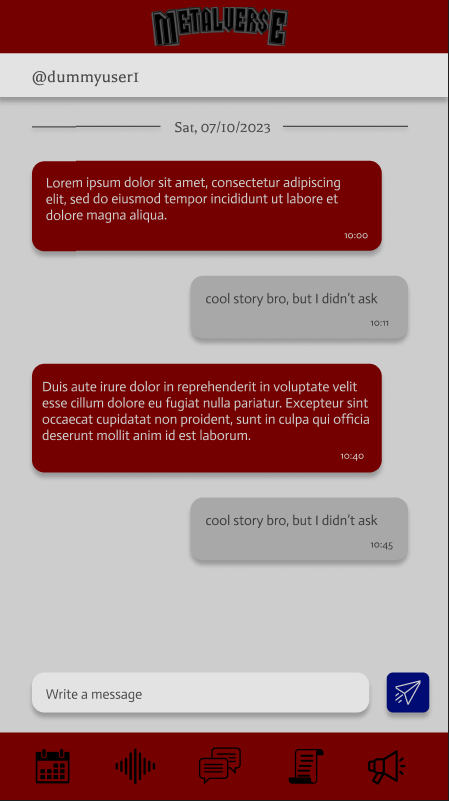 METALVERSE
@dummyuser1
Sat, 07/10/2023
Lorem ipsum dolor sit amet, consectetur adipiscing
elit, sed do eiusmod tempor incididunt ut labore et
dolore magna aliqua.
10:00
cool story bro, but I didn't ask
10:11
Duis aute irure dolor in reprehenderit in voluptate velit
esse cillum dolore eu fugiat nulla pariatur. Excepteur sint
occaecat cupidatat non proident, sunt in culpa qui officia
deserunt mollit anim id est laborum.
10:40
cool story bro, but I didn't ask
10:45
Write a message